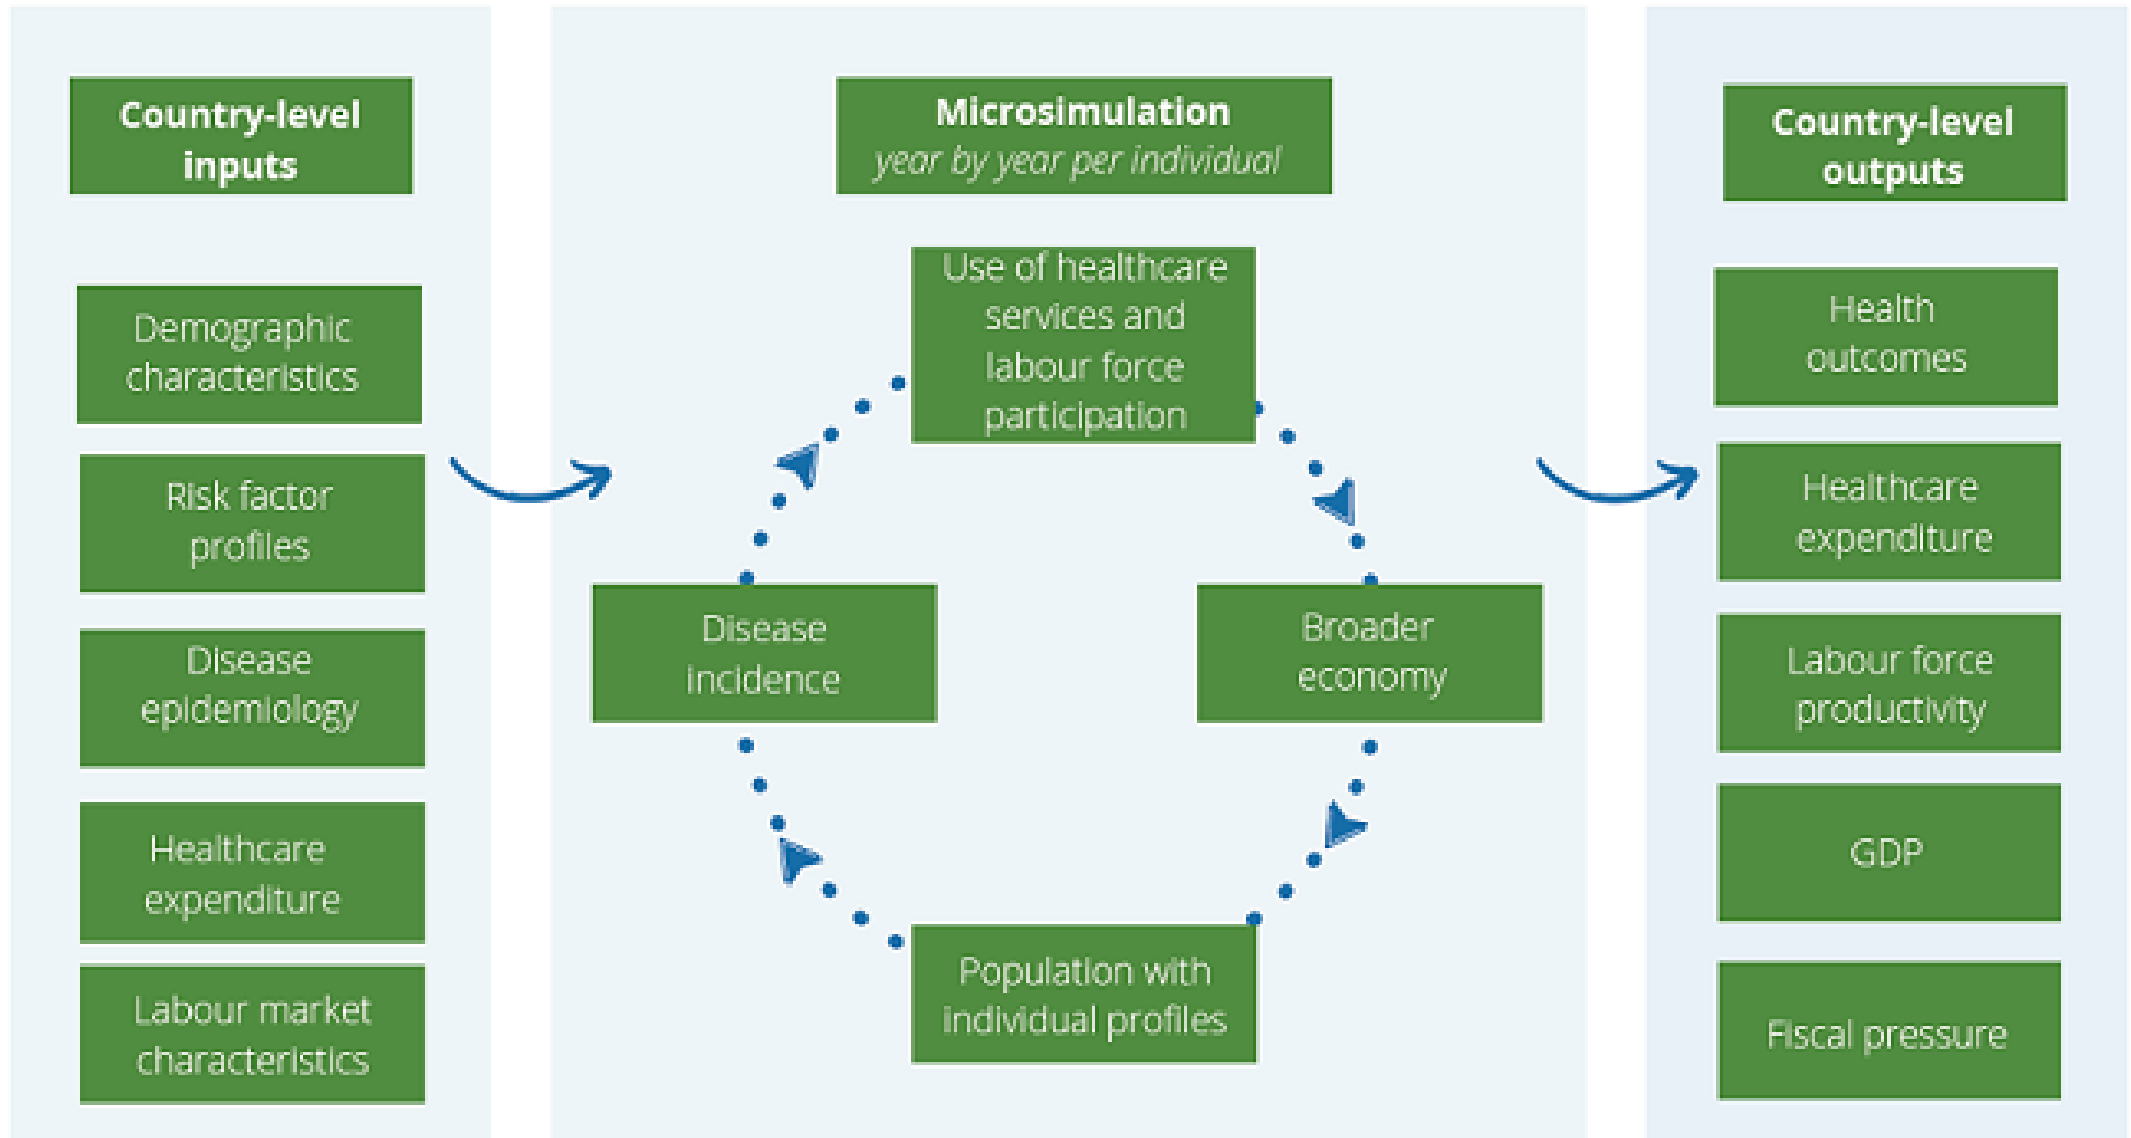 Country-level
inputs
Demographic
characteristics
Risk factor
profiles
Disease
epidemiology
Healthcare
expenditure
Labour market
characteristics
Microsimulation
year by year per individual
Use of healthcare
services and
labour force
participation
Disease
incidence
Broader
economy
Population with
individual profiles
Country-level
outputs
Health
outcomes
Healthcare
expenditure
Labour force
productivity
GDP
Fiscal pressure